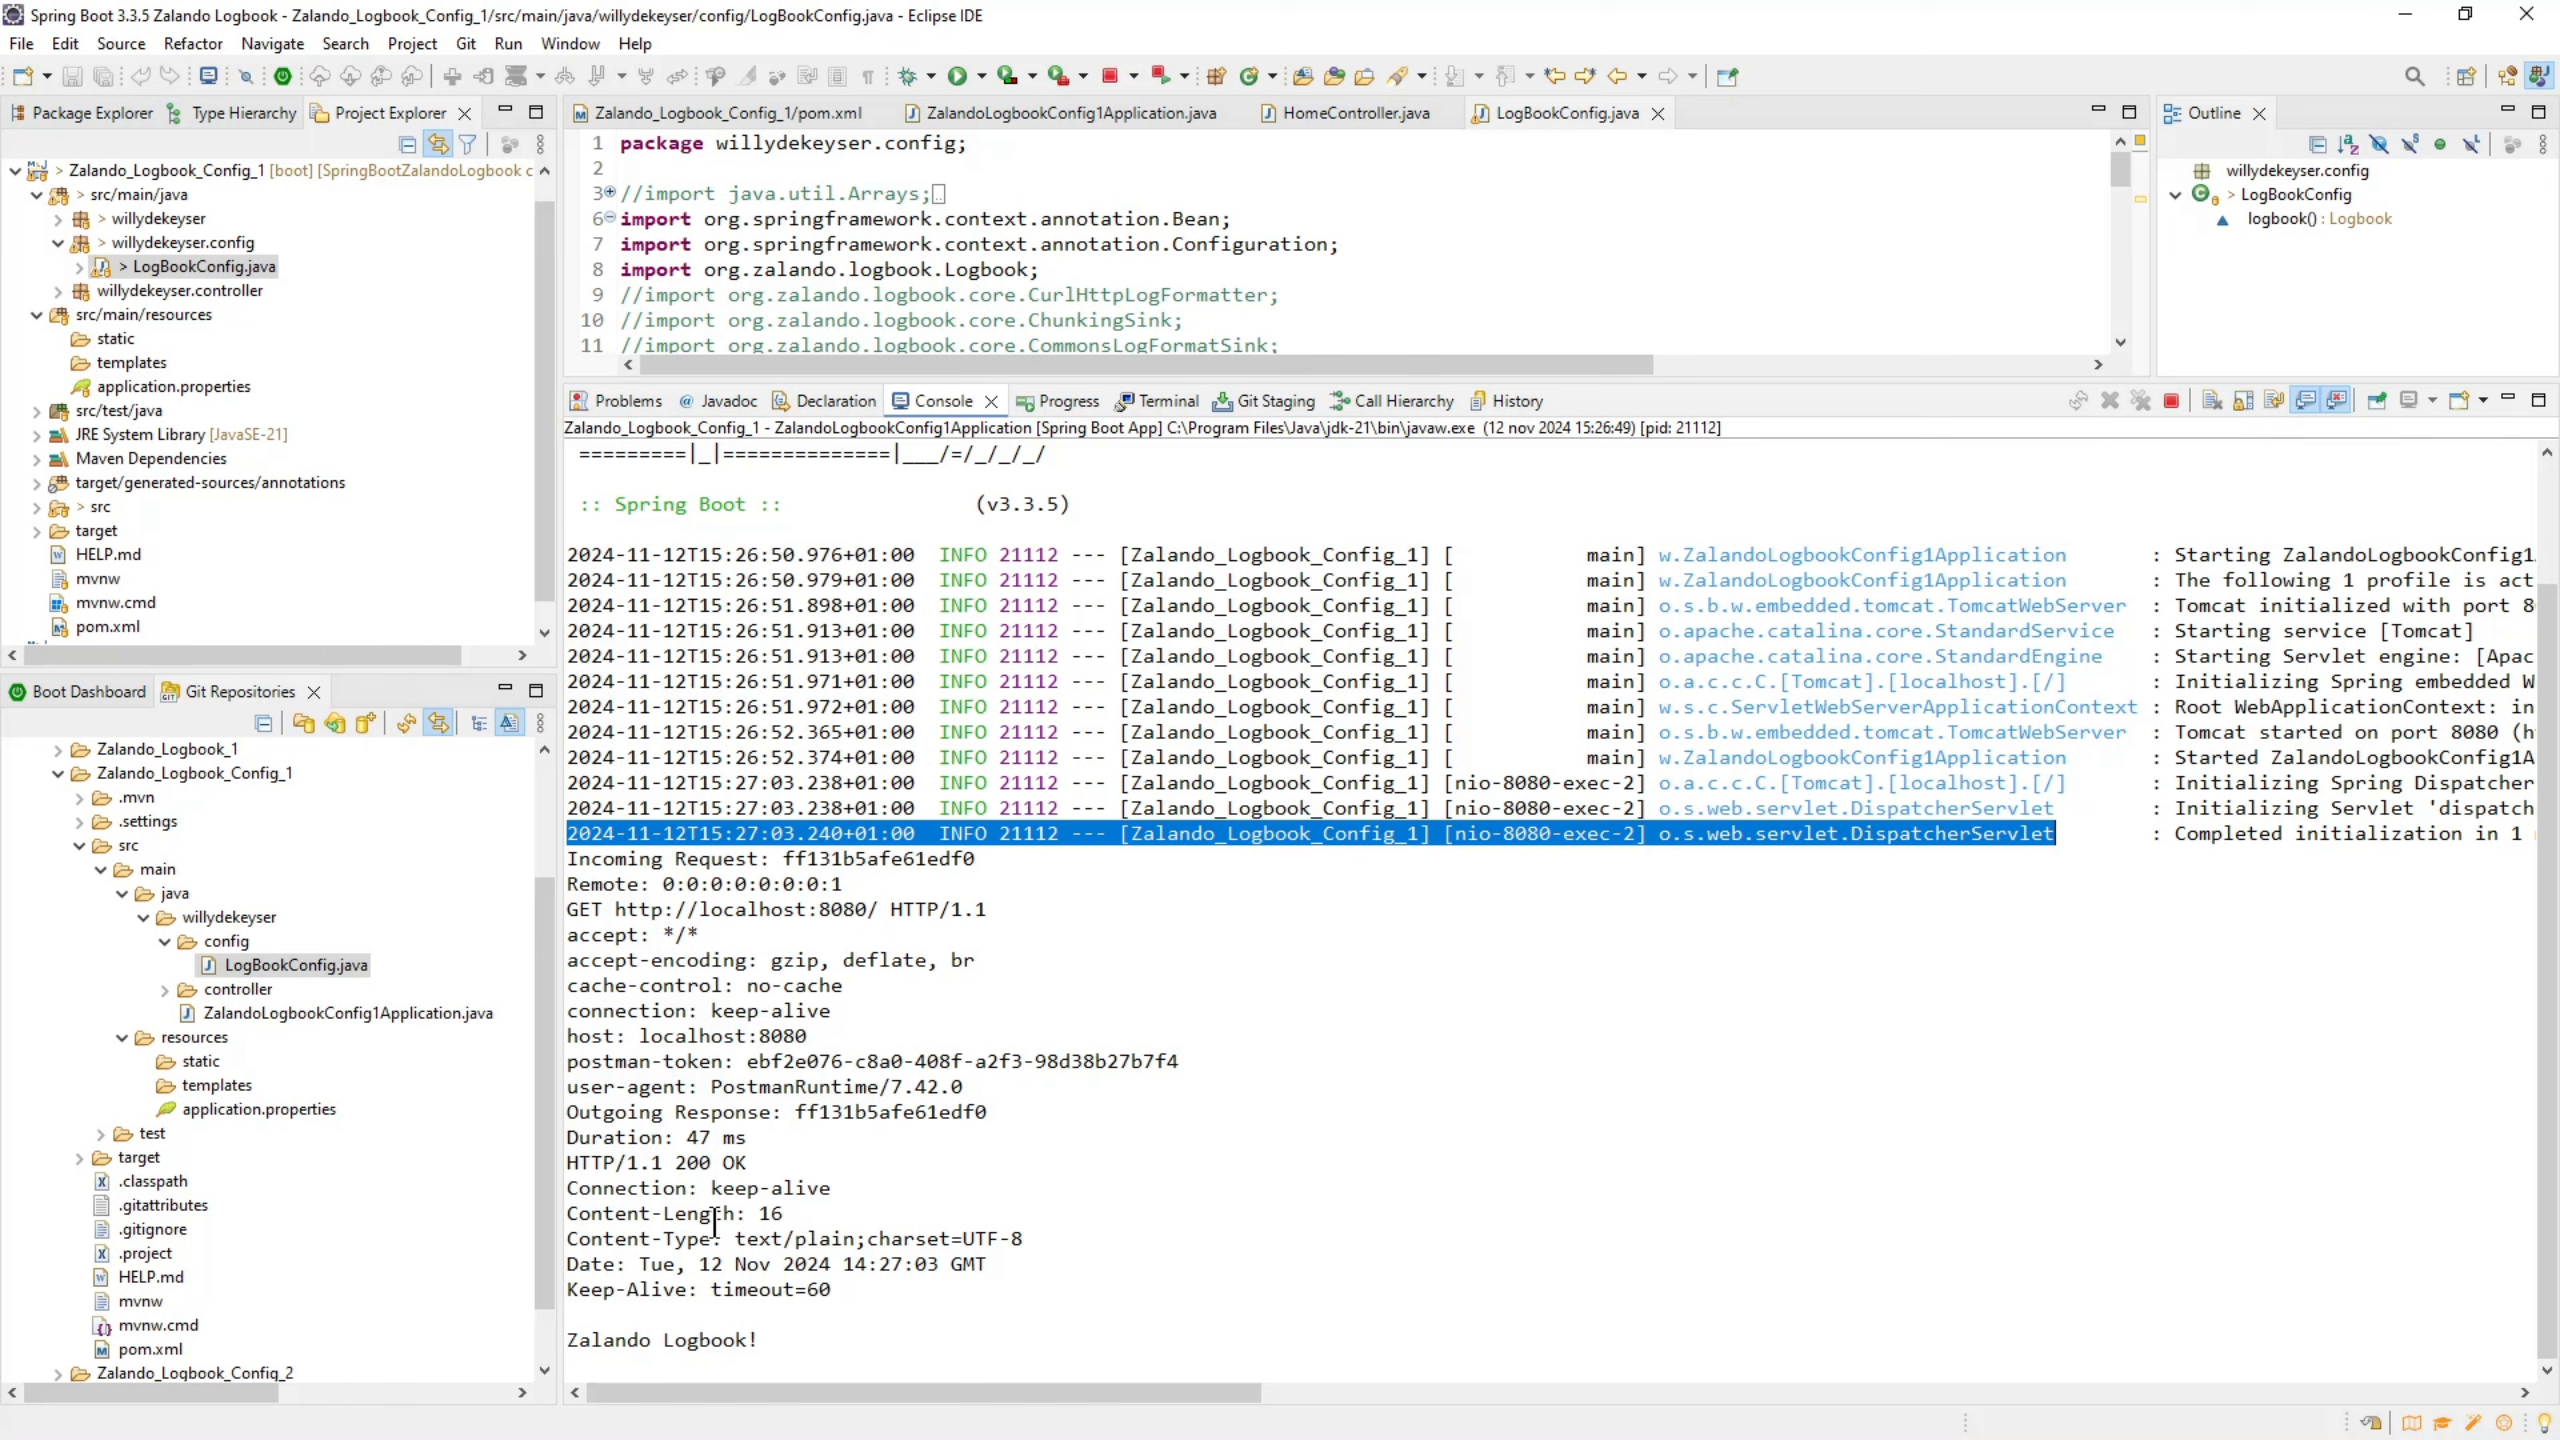 Spring Boot 3.3.5 Zalando Logbook - Zalando_Logbook_Config_1/src/main/java/willydekeyser/config/LogBookConfig.java - Eclipse IDE
File Edit Source Refactor Navigate Search Project Git Run Window Help
Package Explorer Type Hierarchy Project Explorer
> Zalando_Logbook_Config_1 [boot] [SpringBootZalandoLogbook c
> src/main/java
> willydekeyser
> willydekeyser.config
> LogBookConfig.java
willydekeyser.controller
src/main/resources
static
templates
application.properties
src/test/java
JRE System Library [JavaSE-21]
Maven Dependencies
target/generated-sources/annotations
> src
target
HELP.md
mvnw
mvnw.cmd
pom.xml
Boot Dashboard Git Repositories
Zalando_Logbook_1
Zalando_Logbook_Config_1
.mvn
.settings
src
main
java
willydekeyser
config
LogBookConfig.java
controller
ZalandoLogbookConfig1Application.java
resources
static
templates
application.properties
test
target
.classpath
.gitattributes
.gitignore
.project
HELP.md
mvnw
mvnw.cmd
pom.xml
Zalando_Logbook_Config_2
Zalando_Logbook_Config_1/pom.xml ZalandoLogbookConfig1Application.java HomeController.java LogBookConfig.java
1 package willydekeyser.config;
2
3 //import java.util.Arrays;
6 import org.springframework.context.annotation.Bean;
7 import org.springframework.context.annotation.Configuration;
8 import org.zalando.logbook.Logbook;
9 //import org.zalando.logbook.core.CurlHttpLogFormatter;
10 //import org.zalando.logbook.core.ChunkingSink;
11 //import org.zalando.logbook.core.CommonsLogFormatSink;
Outline
willydekeyser.config
> LogBookConfig
logbook() : Logbook
Problems @ Javadoc Declaration Console Progress Terminal Git Staging Call Hierarchy History
Zalando_Logbook_Config_1 - ZalandoLogbookConfig1Application [Spring Boot App] C:\Program Files\Java\jdk-21\bin\javaw.exe (12 nov 2024 15:26:49) [pid: 21112]
=========|_|==============|___/=/_/_/_/
:: Spring Boot :: (v3.3.5)
2024-11-12T15:26:50.976+01:00 INFO 21112 --- [Zalando_Logbook_Config_1] [ main] w.ZalandoLogbookConfig1Application : Starting ZalandoLogbookConfig1
2024-11-12T15:26:50.979+01:00 INFO 21112 --- [Zalando_Logbook_Config_1] [ main] w.ZalandoLogbookConfig1Application : The following 1 profile is act
2024-11-12T15:26:51.898+01:00 INFO 21112 --- [Zalando_Logbook_Config_1] [ main] o.s.b.w.embedded.tomcat.TomcatWebServer : Tomcat initialized with port 8
2024-11-12T15:26:51.913+01:00 INFO 21112 --- [Zalando_Logbook_Config_1] [ main] o.apache.catalina.core.StandardService : Starting service [Tomcat]
2024-11-12T15:26:51.913+01:00 INFO 21112 --- [Zalando_Logbook_Config_1] [ main] o.apache.catalina.core.StandardEngine : Starting Servlet engine: [Apac
2024-11-12T15:26:51.971+01:00 INFO 21112 --- [Zalando_Logbook_Config_1] [ main] o.a.c.c.C.[Tomcat].[localhost].[/] : Initializing Spring embedded W
2024-11-12T15:26:51.972+01:00 INFO 21112 --- [Zalando_Logbook_Config_1] [ main] w.s.c.ServletWebServerApplicationContext : Root WebApplicationContext: in
2024-11-12T15:26:52.365+01:00 INFO 21112 --- [Zalando_Logbook_Config_1] [ main] o.s.b.w.embedded.tomcat.TomcatWebServer : Tomcat started on port 8080 (h
2024-11-12T15:26:52.374+01:00 INFO 21112 --- [Zalando_Logbook_Config_1] [ main] w.ZalandoLogbookConfig1Application : Started ZalandoLogbookConfig1A
2024-11-12T15:27:03.238+01:00 INFO 21112 --- [Zalando_Logbook_Config_1] [nio-8080-exec-2] o.a.c.c.C.[Tomcat].[localhost].[/] : Initializing Spring Dispatcher
2024-11-12T15:27:03.238+01:00 INFO 21112 --- [Zalando_Logbook_Config_1] [nio-8080-exec-2] o.s.web.servlet.DispatcherServlet : Initializing Servlet 'dispatch
2024-11-12T15:27:03.240+01:00 INFO 21112 --- [Zalando_Logbook_Config_1] [nio-8080-exec-2] o.s.web.servlet.DispatcherServlet : Completed initialization in 1
Incoming Request: ff131b5afe61edf0
Remote: 0:0:0:0:0:0:0:1
GET http://localhost:8080/ HTTP/1.1
accept: */*
accept-encoding: gzip, deflate, br
cache-control: no-cache
connection: keep-alive
host: localhost:8080
postman-token: ebf2e076-c8a0-408f-a2f3-98d38b27b7f4
user-agent: PostmanRuntime/7.42.0
Outgoing Response: ff131b5afe61edf0
Duration: 47 ms
HTTP/1.1 200 OK
Connection: keep-alive
Content-Length: 16
Content-Type: text/plain;charset=UTF-8
Date: Tue, 12 Nov 2024 14:27:03 GMT
Keep-Alive: timeout=60
Zalando Logbook!